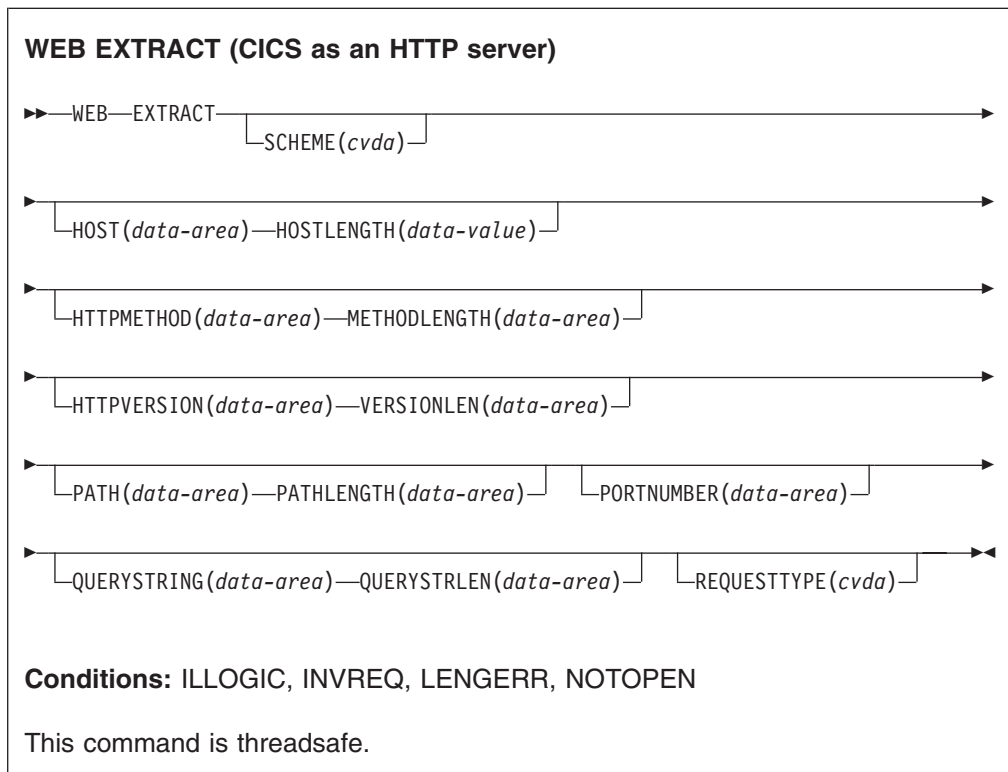 WEB EXTRACT (CICS as an HTTP server)
WEB EXTRACT
SCHEME(cvda)
HOST(data-area) HOSTLENGTH(data-value)
HTTPMETHOD(data-area) METHODLENGTH(data-area)
HTTPVERSION(data-area) VERSIONLEN(data-area)
PATH(data-area) PATHLENGTH(data-area) PORTNUMBER(data-area)
QUERYSTRING(data-area) QUERYSTRLEN(data-area) REQUESTTYPE(cvda)
Conditions: ILLOGIC, INVREQ, LENGERR, NOTOPEN
This command is threadsafe.